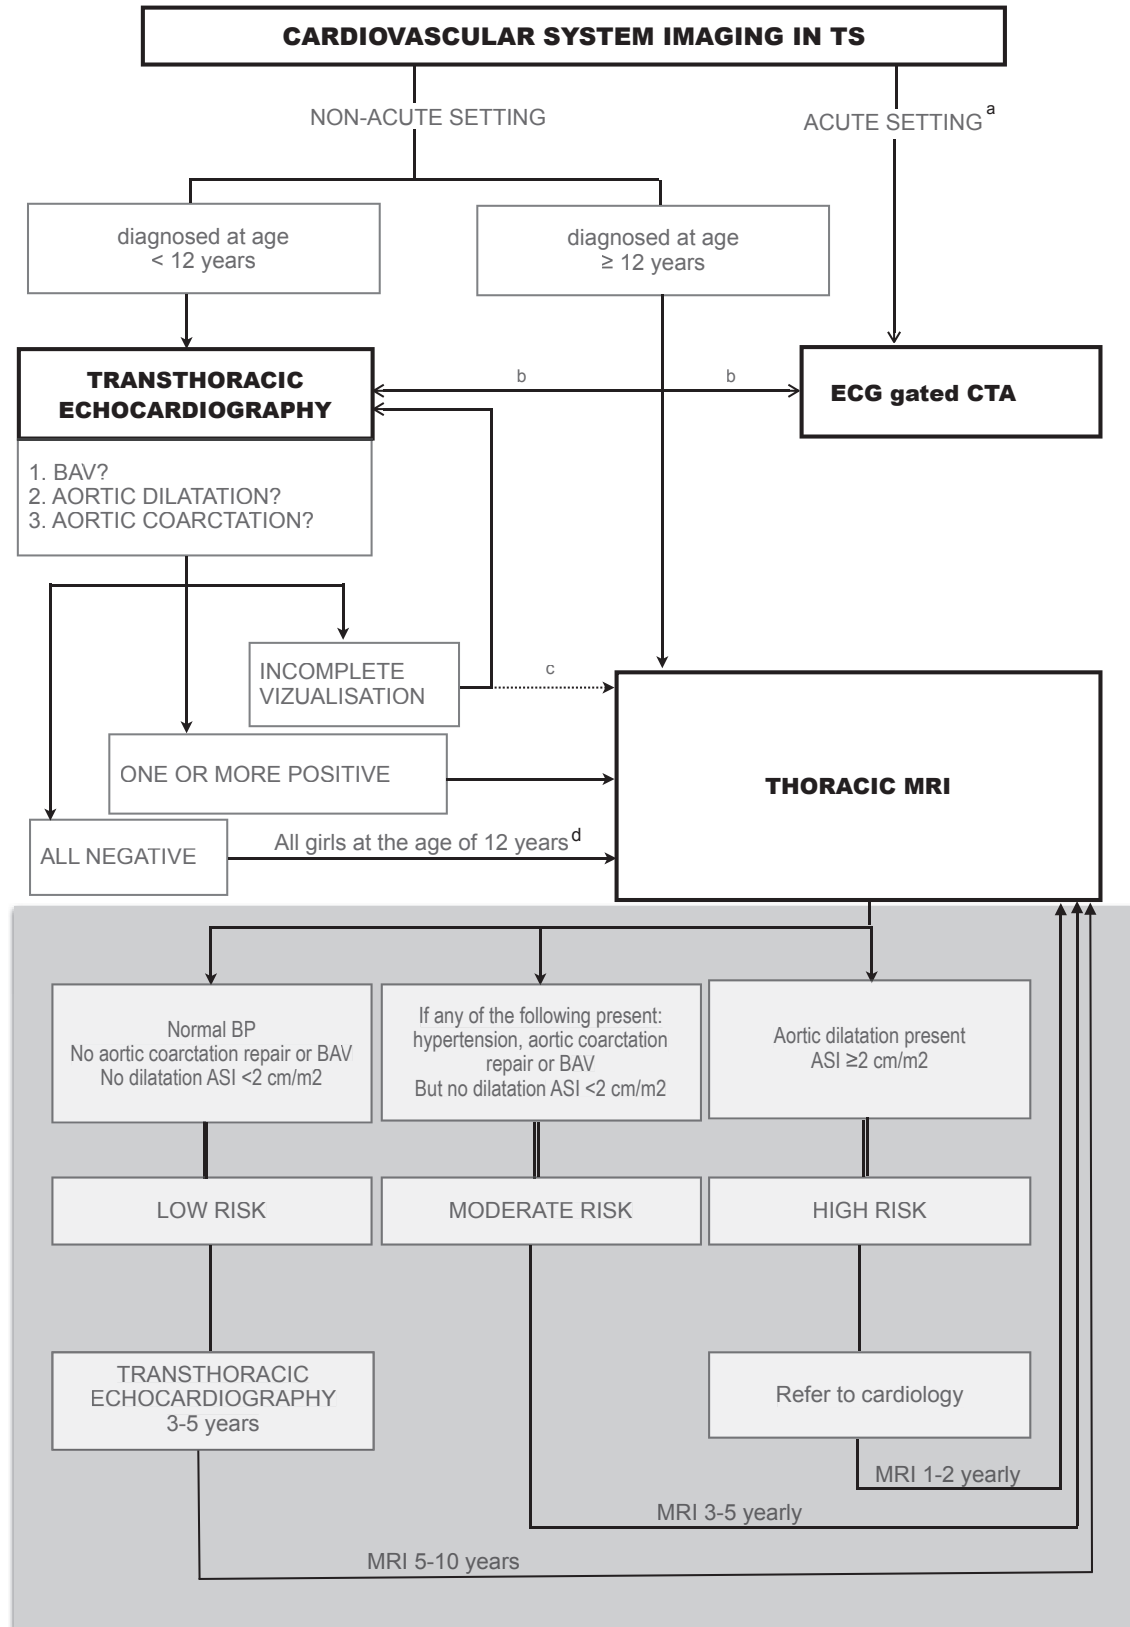 CARDIOVASCULAR SYSTEM IMAGING IN TS
NON-ACUTE SETTING
ACUTE SETTING a
diagnosed at age
< 12 years
diagnosed at age
≥ 12 years
TRANSTHORACIC
ECHOCARDIOGRAPHY
b
b
ECG gated CTA
1. BAV?
2. AORTIC DILATATION?
3. AORTIC COARCTATION?
INCOMPLETE
VIZUALISATION
c
ONE OR MORE POSITIVE
THORACIC MRI
ALL NEGATIVE
All girls at the age of 12 years d
Normal BP
No aortic coarctation repair or BAV
No dilatation ASI <2 cm/m2
If any of the following present:
hypertension, aortic coarctation
repair or BAV
But no dilatation ASI <2 cm/m2
Aortic dilatation present
ASI ≥2 cm/m2
LOW RISK
MODERATE RISK
HIGH RISK
TRANSTHORACIC
ECHOCARDIOGRAPHY
3-5 years
Refer to cardiology
MRI 1-2 yearly
MRI 3-5 yearly
MRI 5-10 years